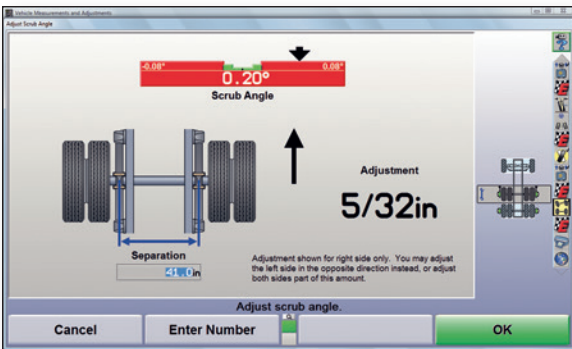 Vehicle Measurements and Adjustments
Adjust Scrub Angle
-0.08° 0.08°
0.20°
Scrub Angle
Adjustment
5/32in
Separation
41.0in
Adjustment shown for right side only. You may adjust
the left side in the opposite direction instead, or adjust
both sides part of this amount.
Adjust scrub angle.
Cancel
Enter Number
OK